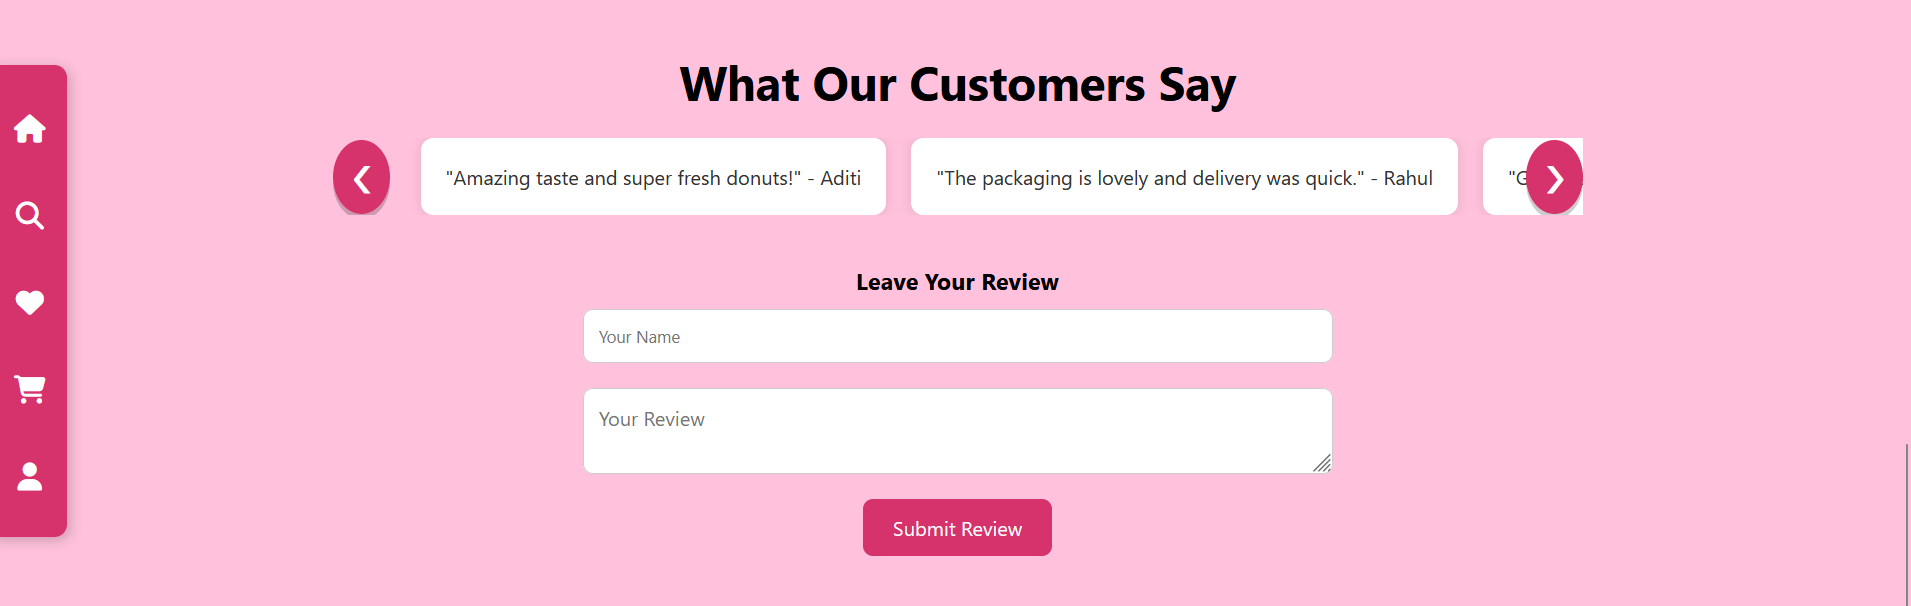 What Our Customers Say
❮
"Amazing taste and super fresh donuts!" - Aditi
"The packaging is lovely and delivery was quick." - Rahul
"G
❯
Leave Your Review
Your Name
Your Review
Submit Review